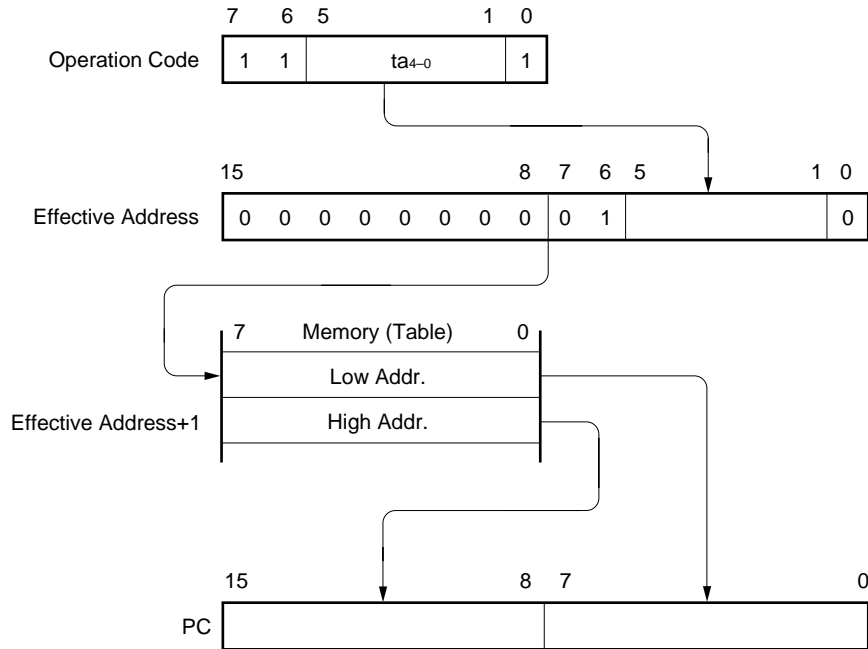 7 6 5 1 0
Operation Code 1 1 ta4–0 1
15 8 7 6 5 1 0
Effective Address 0 0 0 0 0 0 0 0 0 1 0
7 Memory (Table) 0
Low Addr.
Effective Address+1 High Addr.
15 8 7 0
PC